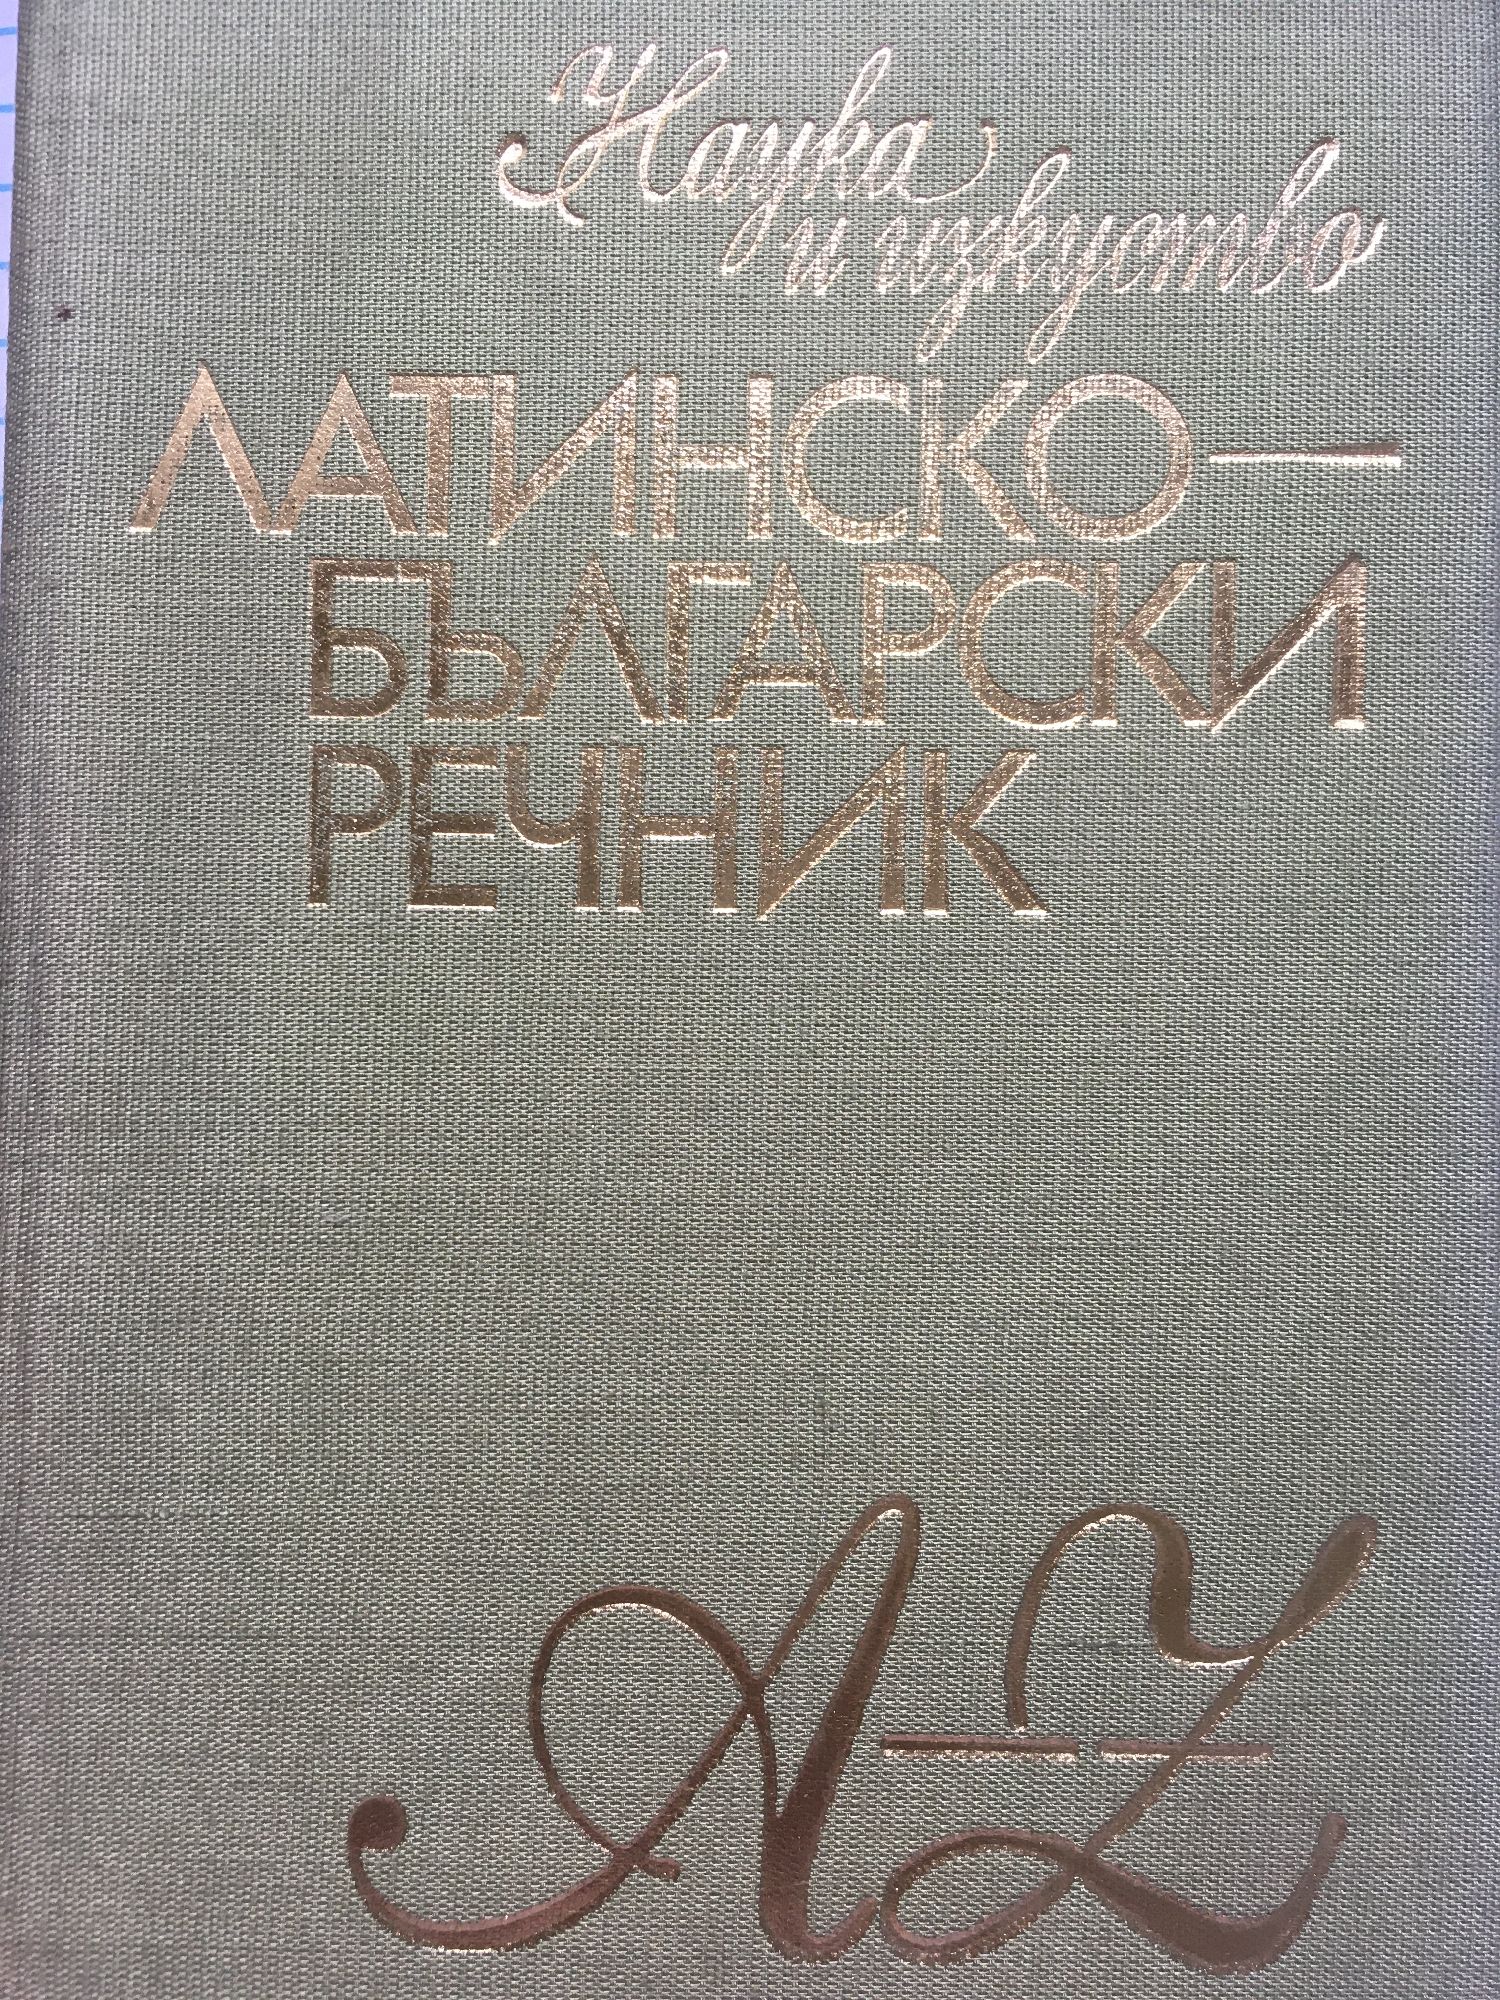 Наука
и изкуство
ЛАТИНСКО-
БЪЛГАРСКИ
РЕЧНИК
A-Z